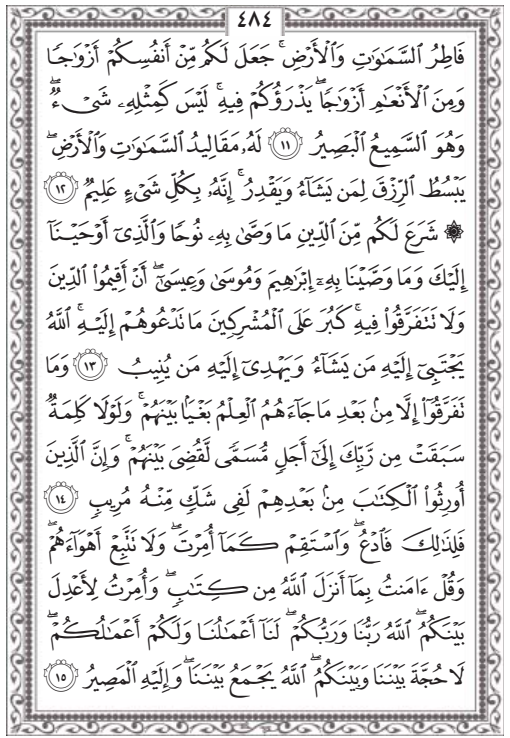 ٤٨٤
فَاطِرُ ٱلسَّمَٰوَٰتِ وَٱلْأَرْضِ ۚ جَعَلَ لَكُم مِّنْ أَنفُسِكُمْ أَزْوَٰجًا
وَمِنَ ٱلْأَنْعَٰمِ أَزْوَٰجًا ۖ يَذْرَؤُكُمْ فِيهِ ۚ لَيْسَ كَمِثْلِهِۦ شَىْءٌ ۖ
وَهُوَ ٱلسَّمِيعُ ٱلْبَصِيرُ ١١ لَهُۥ مَقَالِيدُ ٱلسَّمَٰوَٰتِ وَٱلْأَرْضِ ۖ
يَبْسُطُ ٱلرِّزْقَ لِمَن يَشَآءُ وَيَقْدِرُ ۚ إِنَّهُۥ بِكُلِّ شَىْءٍ عَلِيمٌ ١٢
۞ شَرَعَ لَكُم مِّنَ ٱلدِّينِ مَا وَصَّىٰ بِهِۦ نُوحًا وَٱلَّذِىٓ أَوْحَيْنَآ
إِلَيْكَ وَمَا وَصَّيْنَا بِهِۦٓ إِبْرَٰهِيمَ وَمُوسَىٰ وَعِيسَىٰٓ ۖ أَنْ أَقِيمُوا۟ ٱلدِّينَ
وَلَا تَتَفَرَّقُوا۟ فِيهِ ۚ كَبُرَ عَلَى ٱلْمُشْرِكِينَ مَا تَدْعُوهُمْ إِلَيْهِ ۚ ٱللَّهُ
يَجْتَبِىٓ إِلَيْهِ مَن يَشَآءُ وَيَهْدِىٓ إِلَيْهِ مَن يُنِيبُ ١٣ وَمَا
تَفَرَّقُوٓا۟ إِلَّا مِنۢ بَعْدِ مَا جَآءَهُمُ ٱلْعِلْمُ بَغْيًۢا بَيْنَهُمْ ۚ وَلَوْلَا كَلِمَةٌ
سَبَقَتْ مِن رَّبِّكَ إِلَىٰٓ أَجَلٍ مُّسَمًّى لَّقُضِىَ بَيْنَهُمْ ۚ وَإِنَّ ٱلَّذِينَ
أُورِثُوا۟ ٱلْكِتَٰبَ مِنۢ بَعْدِهِمْ لَفِى شَكٍّ مِّنْهُ مُرِيبٍ ١٤
فَلِذَٰلِكَ فَٱدْعُ ۖ وَٱسْتَقِمْ كَمَآ أُمِرْتَ ۖ وَلَا تَتَّبِعْ أَهْوَآءَهُمْ ۖ
وَقُلْ ءَامَنتُ بِمَآ أَنزَلَ ٱللَّهُ مِن كِتَٰبٍ ۖ وَأُمِرْتُ لِأَعْدِلَ
بَيْنَكُمُ ۖ ٱللَّهُ رَبُّنَا وَرَبُّكُمْ ۖ لَنَآ أَعْمَٰلُنَا وَلَكُمْ أَعْمَٰلُكُمْ ۖ
لَا حُجَّةَ بَيْنَنَا وَبَيْنَكُمُ ۖ ٱللَّهُ يَجْمَعُ بَيْنَنَا ۖ وَإِلَيْهِ ٱلْمَصِيرُ ١٥